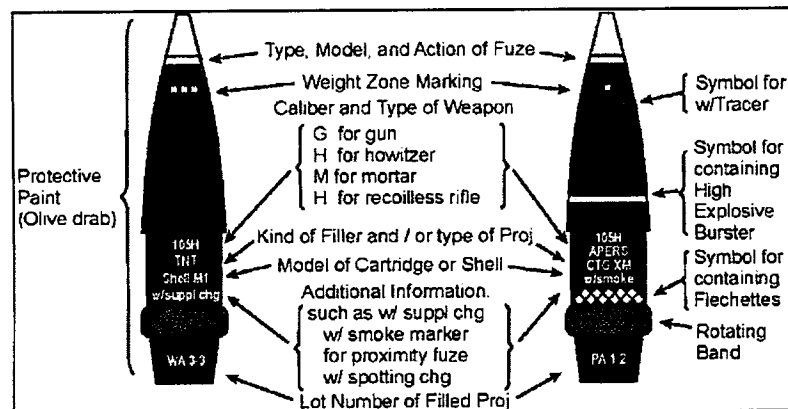 Type, Model, and Action of Fuze
Weight Zone Marking
Caliber and Type of Weapon
G for gun
H for howitzer
M for mortar
H for recoilless rifle
Kind of Filler and / or type of Proj
Model of Cartridge or Shell
Additional Information.
such as w/ suppl chg
w/ smoke marker
for proximity fuze
w/ spotting chg
Lot Number of Filled Proj
Protective
Paint
(Olive drab)
105H
TNT
Shell M1
w/suppl chg
WA 3-3
105H
APERS
CTG XM
w/smoke
PA 1-2
Symbol for
w/Tracer
Symbol for
containing
High
Explosive
Burster
Symbol for
containing
Flechettes
Rotating
Band